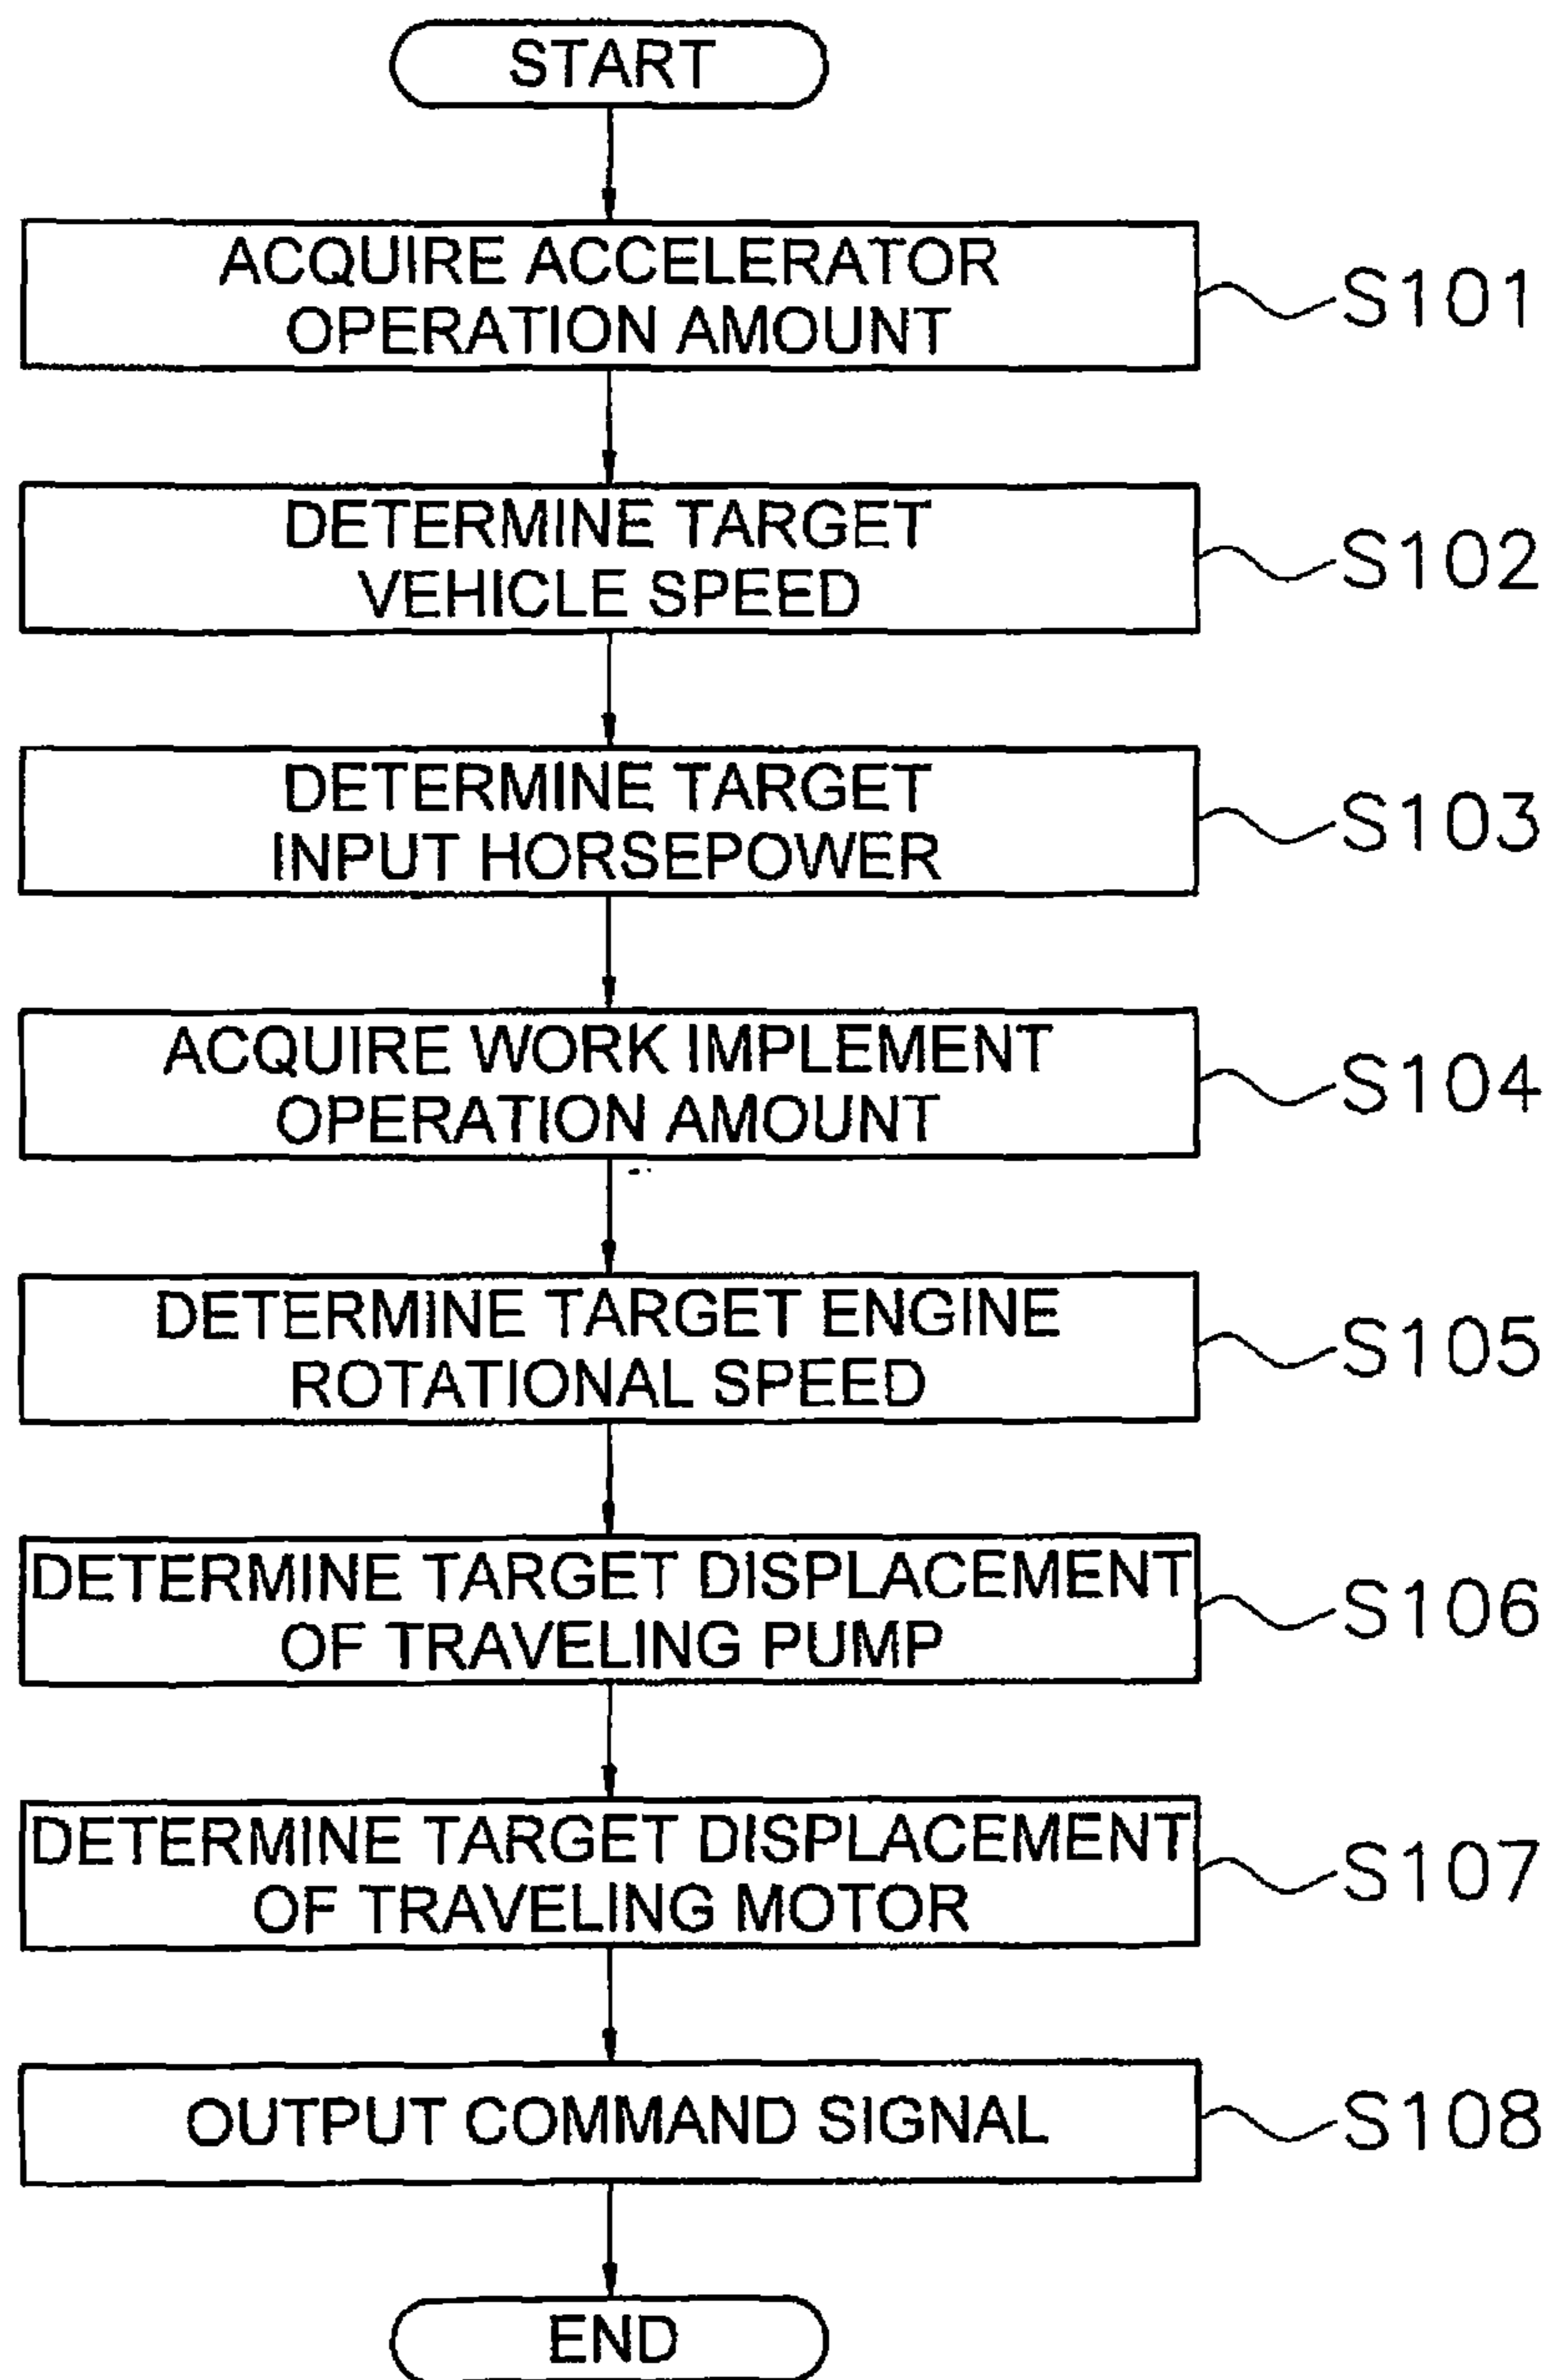 START
ACQUIRE ACCELERATOR
OPERATION AMOUNT
S101
DETERMINE TARGET
VEHICLE SPEED
S102
DETERMINE TARGET
INPUT HORSEPOWER
S103
ACQUIRE WORK IMPLEMENT
OPERATION AMOUNT
S104
DETERMINE TARGET ENGINE
ROTATIONAL SPEED
S105
DETERMINE TARGET DISPLACEMENT
OF TRAVELING PUMP
S106
DETERMINE TARGET DISPLACEMENT
OF TRAVELING MOTOR
S107
OUTPUT COMMAND SIGNAL
S108
END